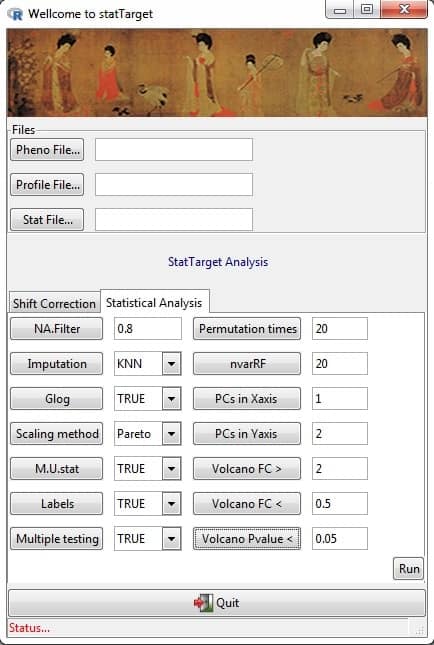 Wellcome to statTarget
Files
Pheno File...
Profile File...
Stat File...
StatTarget Analysis
Shift Correction Statistical Analysis
NA.Filter 0.8 Permutation times 20
Imputation KNN nvarRF 20
Glog TRUE PCs in Xaxis 1
Scaling method Pareto PCs in Yaxis 2
M.U.stat TRUE Volcano FC > 2
Labels TRUE Volcano FC < 0.5
Multiple testing TRUE Volcano Pvalue < 0.05
Run
Quit
Status...